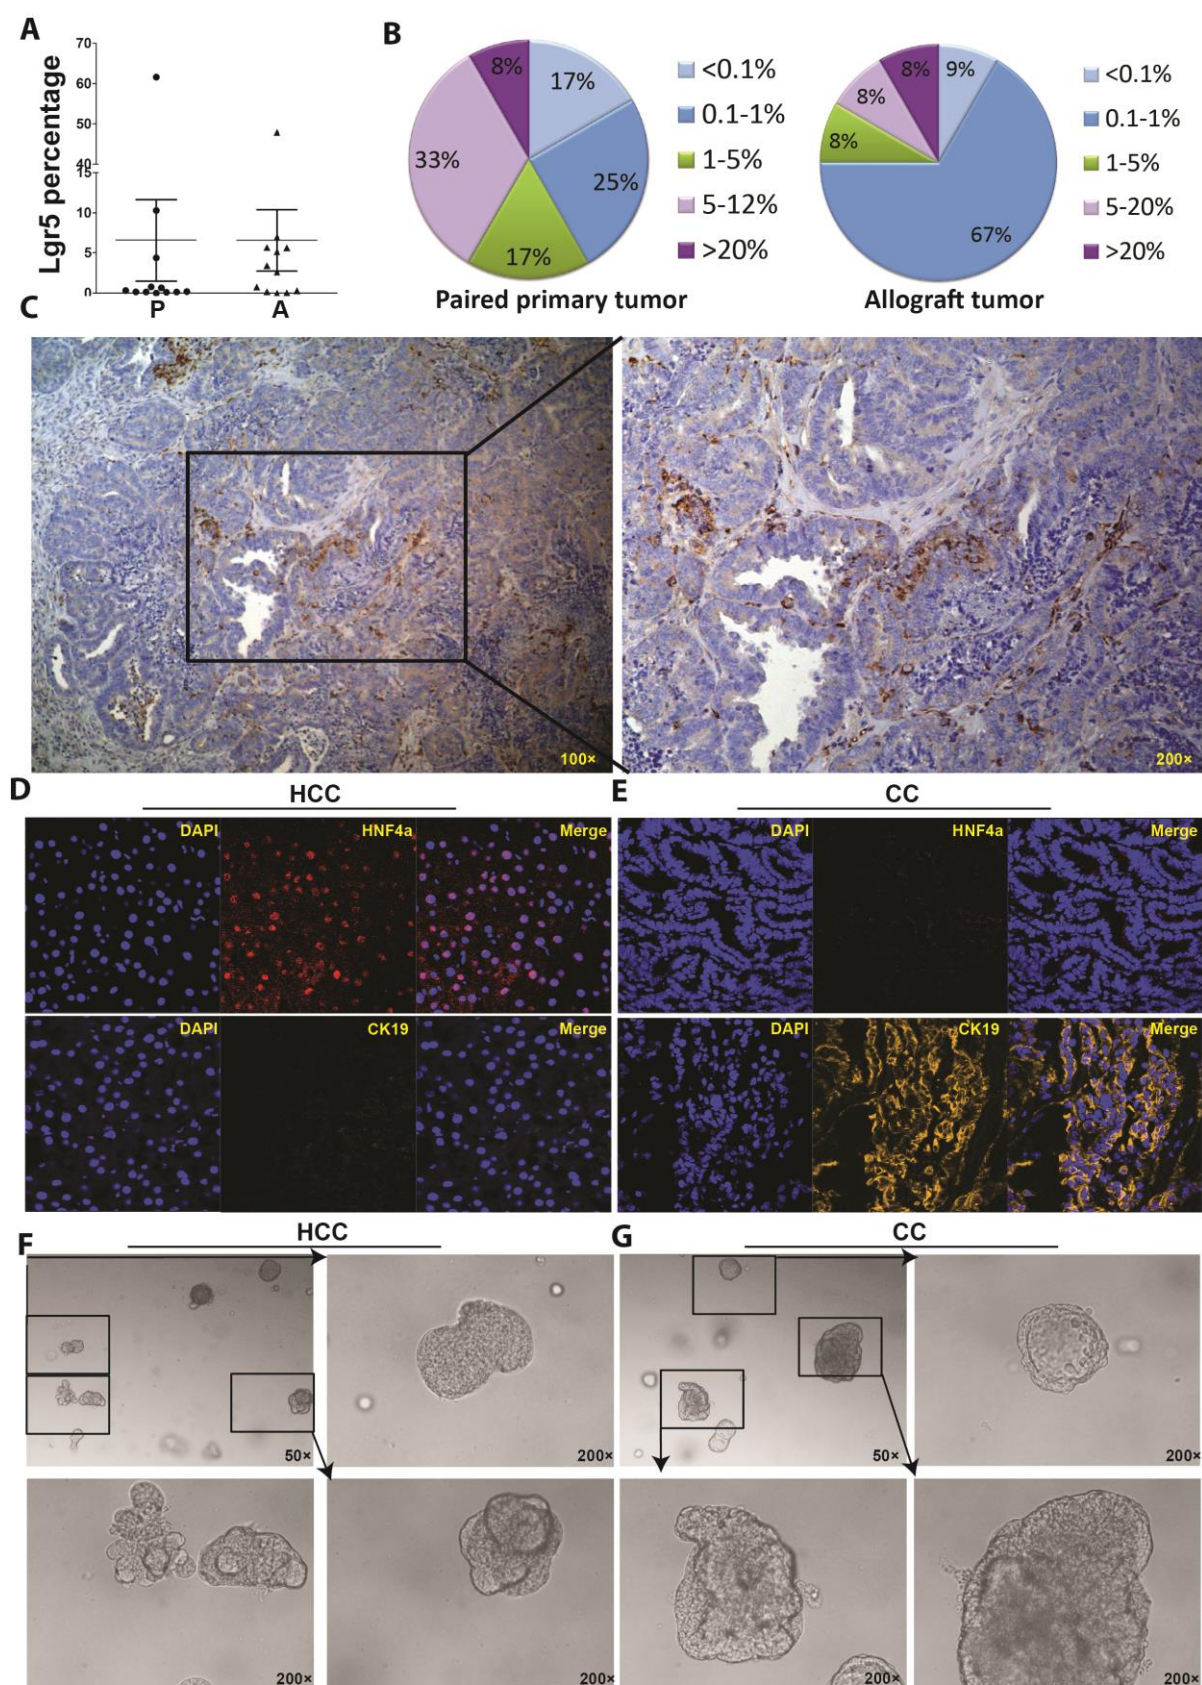 A
Lgr5 percentage
70
60
50
40
15
10
5
0
P
A
B
8%
17%
25%
17%
33%
<0.1%
0.1-1%
1-5%
5-12%
>20%
Paired primary tumor
8%
9%
8%
8%
67%
<0.1%
0.1-1%
1-5%
5-20%
>20%
Allograft tumor
C
100×
200×
D
HCC
DAPI
HNF4a
Merge
DAPI
CK19
Merge
E
CC
DAPI
HNF4a
Merge
DAPI
CK19
Merge
F
HCC
50×
200×
200×
200×
G
CC
50×
200×
200×
200×